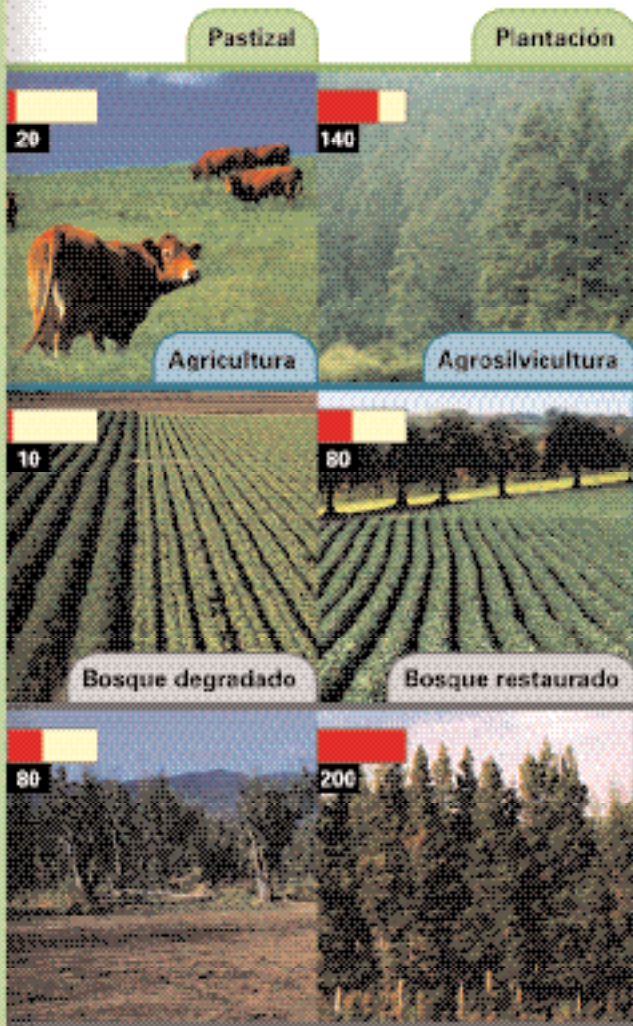 Pastizal
Plantación
20
140
Agricultura
Agrosilvicultura
10
80
Bosque degradado
Bosque restaurado
80
200